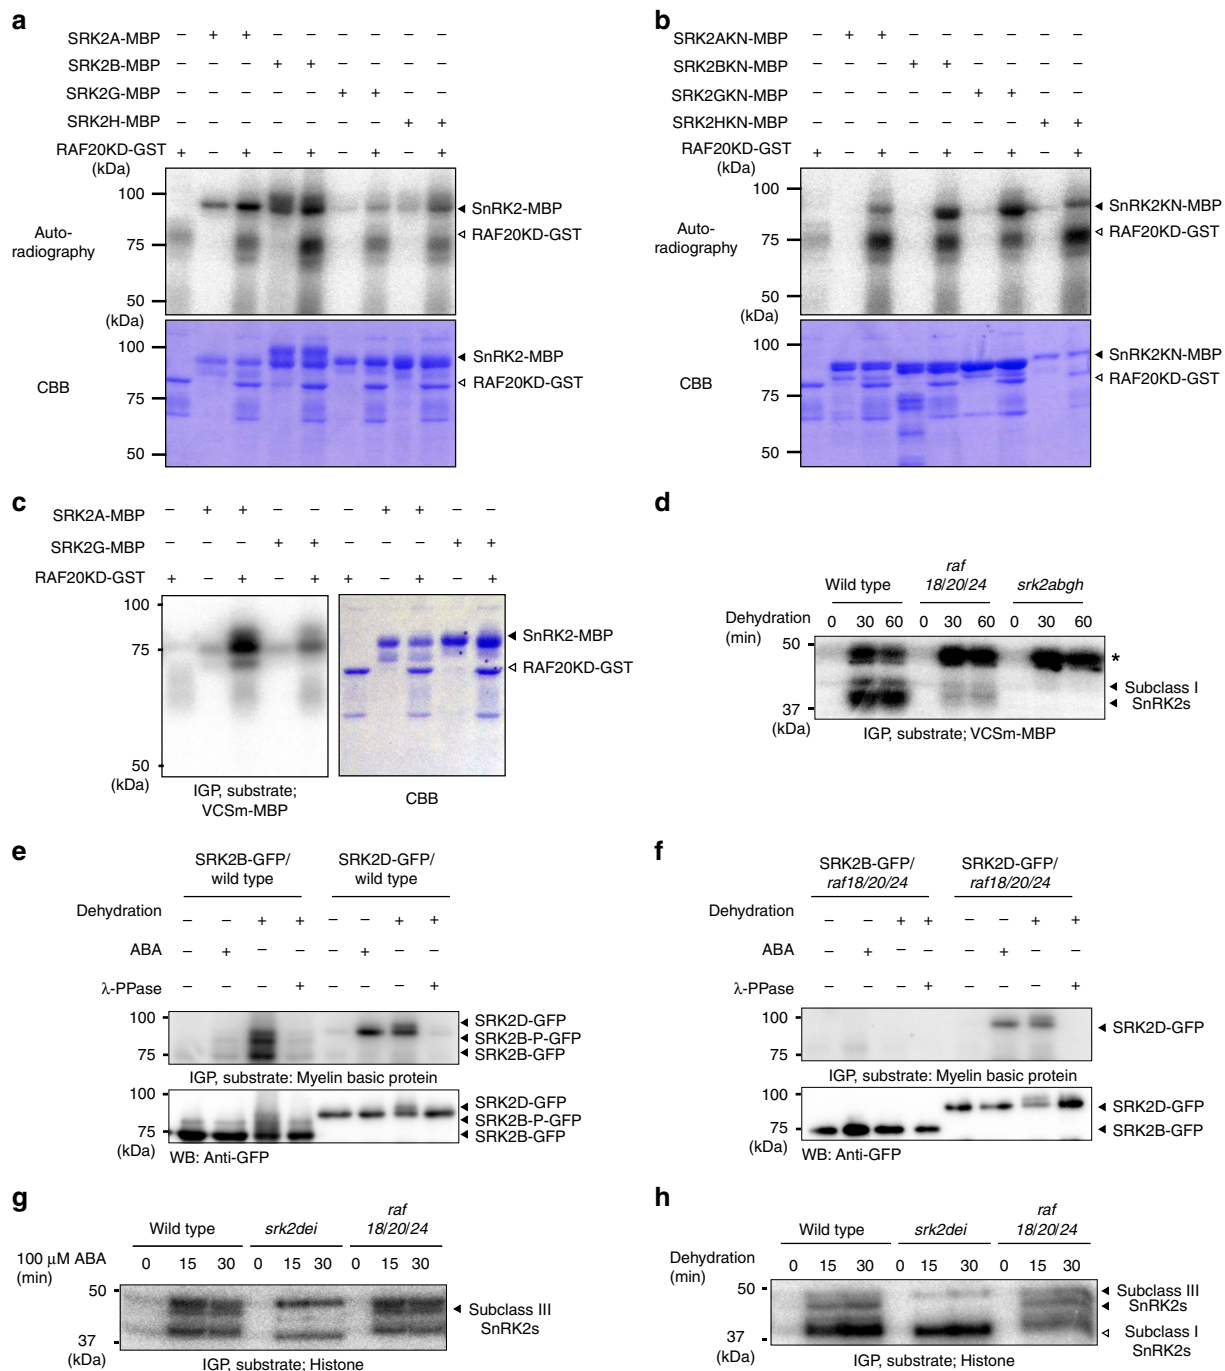 a
SRK2A-MBP – + + – – – – – –
SRK2B-MBP – – – + + – – – –
SRK2G-MBP – – – – – + + – –
SRK2H-MBP – – – – – – – + +
RAF20KD-GST + – + – + – + – +
(kDa)
100
75
50
Auto-
radiography
SnRK2-MBP
RAF20KD-GST
(kDa)
100
75
50
CBB
SnRK2-MBP
RAF20KD-GST
b
SRK2AKN-MBP – + + – – – – – –
SRK2BKN-MBP – – – + + – – – –
SRK2GKN-MBP – – – – – + + – –
SRK2HKN-MBP – – – – – – – + +
RAF20KD-GST + – + – + – + – +
(kDa)
100
75
50
Auto-
radiography
SnRK2KN-MBP
RAF20KD-GST
(kDa)
100
75
50
CBB
SnRK2KN-MBP
RAF20KD-GST
c
SRK2A-MBP – + + – – – + + – –
SRK2G-MBP – – – + + – – – + +
RAF20KD-GST + – + – + + – + – +
100
75
50
(kDa)
SnRK2-MBP
RAF20KD-GST
IGP, substrate;
VCSm-MBP
CBB
d
Wild type
raf
18/20/24
srk2abgh
Dehydration
(min)
0 30 60 0 30 60 0 30 60
50
37
(kDa)
*
Subclass I
SnRK2s
IGP, substrate; VCSm-MBP
e
SRK2B-GFP/
wild type
SRK2D-GFP/
wild type
Dehydration – – + + – – + +
ABA – + – – – + – –
λ-PPase – – – + – – – +
100
75
SRK2D-GFP
SRK2B-P-GFP
SRK2B-GFP
IGP, substrate: Myelin basic protein
100
75
(kDa)
SRK2D-GFP
SRK2B-P-GFP
SRK2B-GFP
WB: Anti-GFP
f
SRK2B-GFP/
raf18/20/24
SRK2D-GFP/
raf18/20/24
Dehydration – – + + – – + +
ABA – + – – – + – –
λ-PPase – – – + – – – +
100
75
SRK2D-GFP
IGP, substrate: Myelin basic protein
100
75
(kDa)
SRK2D-GFP
SRK2B-GFP
WB: Anti-GFP
g
Wild type
srk2dei
raf
18/20/24
100 μM ABA
(min)
0 15 30 0 15 30 0 15 30
50
37
(kDa)
Subclass III
SnRK2s
IGP, substrate; Histone
h
Wild type
srk2dei
raf
18/20/24
Dehydration
(min)
0 15 30 0 15 30 0 15 30
50
37
(kDa)
Subclass III
SnRK2s
Subclass I
SnRK2s
IGP, substrate; Histone